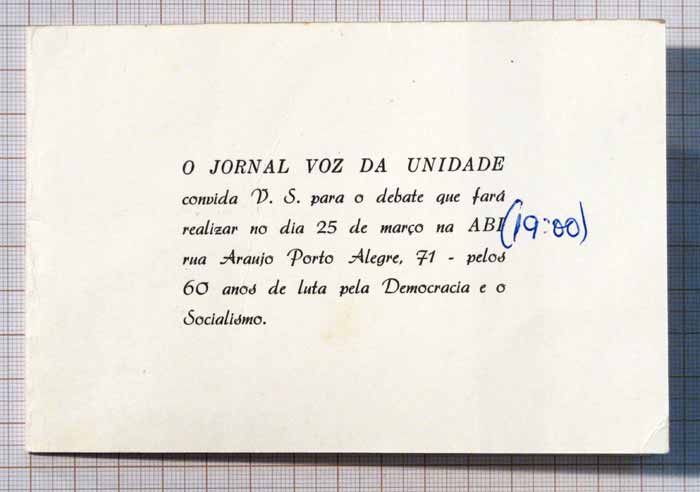 O JORNAL VOZ DA UNIDADE
convida V. S. para o debate que fará
realizar no dia 25 de março na ABI (19:00)
rua Araujo Porto Alegre, 71 - pelos
60 anos de luta pela Democracia e o
Socialismo.